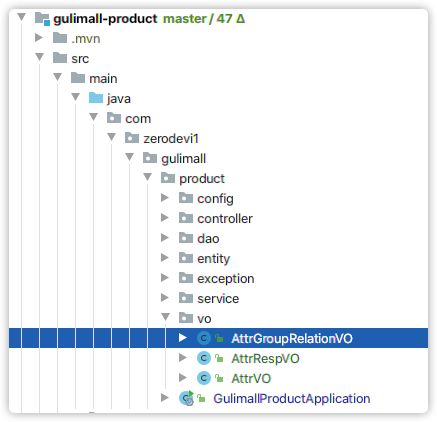 gulimall-product master / 47 Δ
.mvn
src
main
java
com
zerodevi1
gulimall
product
config
controller
dao
entity
exception
service
vo
AttrGroupRelationVO
AttrRespVO
AttrVO
GulimallProductApplication